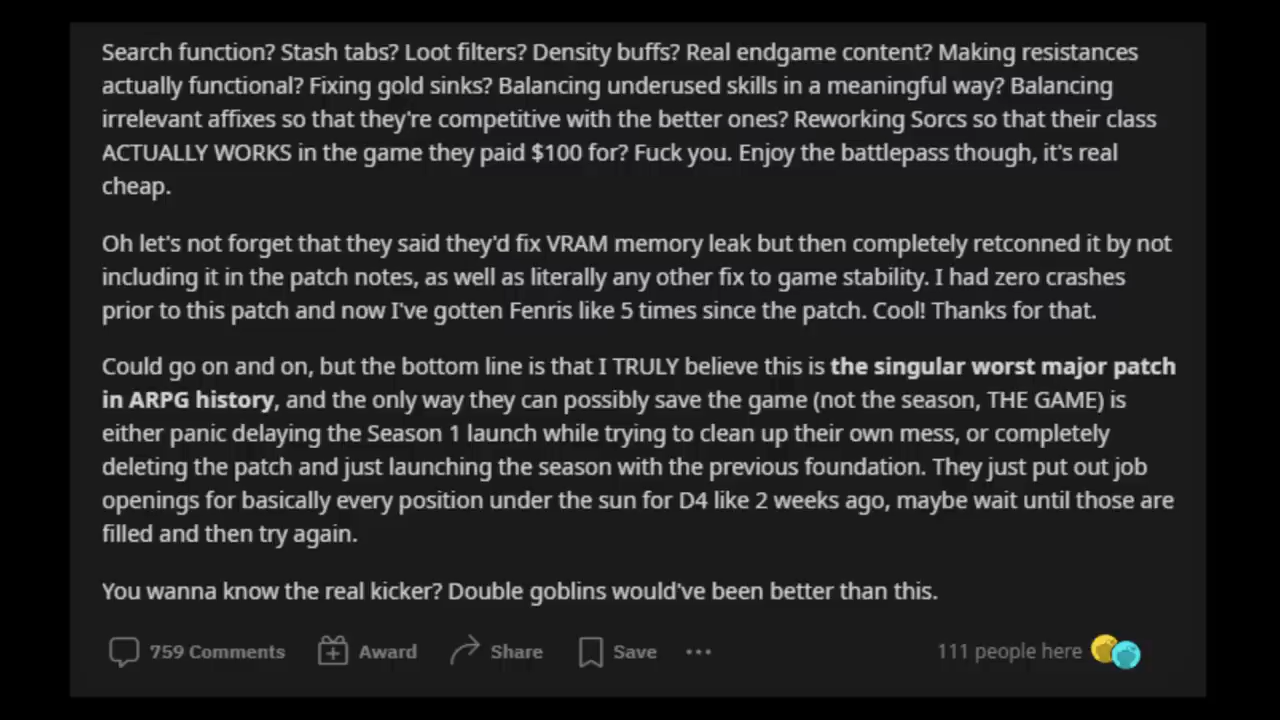 Search function? Stash tabs? Loot filters? Density buffs? Real endgame content? Making resistances
actually functional? Fixing gold sinks? Balancing underused skills in a meaningful way? Balancing
irrelevant affixes so that they're competitive with the better ones? Reworking Sorcs so that their class
ACTUALLY WORKS in the game they paid $100 for? Fuck you. Enjoy the battlepass though, it's real
cheap.
Oh let's not forget that they said they'd fix VRAM memory leak but then completely retconned it by not
including it in the patch notes, as well as literally any other fix to game stability. I had zero crashes
prior to this patch and now I've gotten Fenris like 5 times since the patch. Cool! Thanks for that.
Could go on and on, but the bottom line is that I TRULY believe this is the singular worst major patch
in ARPG history, and the only way they can possibly save the game (not the season, THE GAME) is
either panic delaying the Season 1 launch while trying to clean up their own mess, or completely
deleting the patch and just launching the season with the previous foundation. They just put out job
openings for basically every position under the sun for D4 like 2 weeks ago, maybe wait until those are
filled and then try again.
You wanna know the real kicker? Double goblins would've been better than this.
759 Comments Award Share Save ••• 111 people here